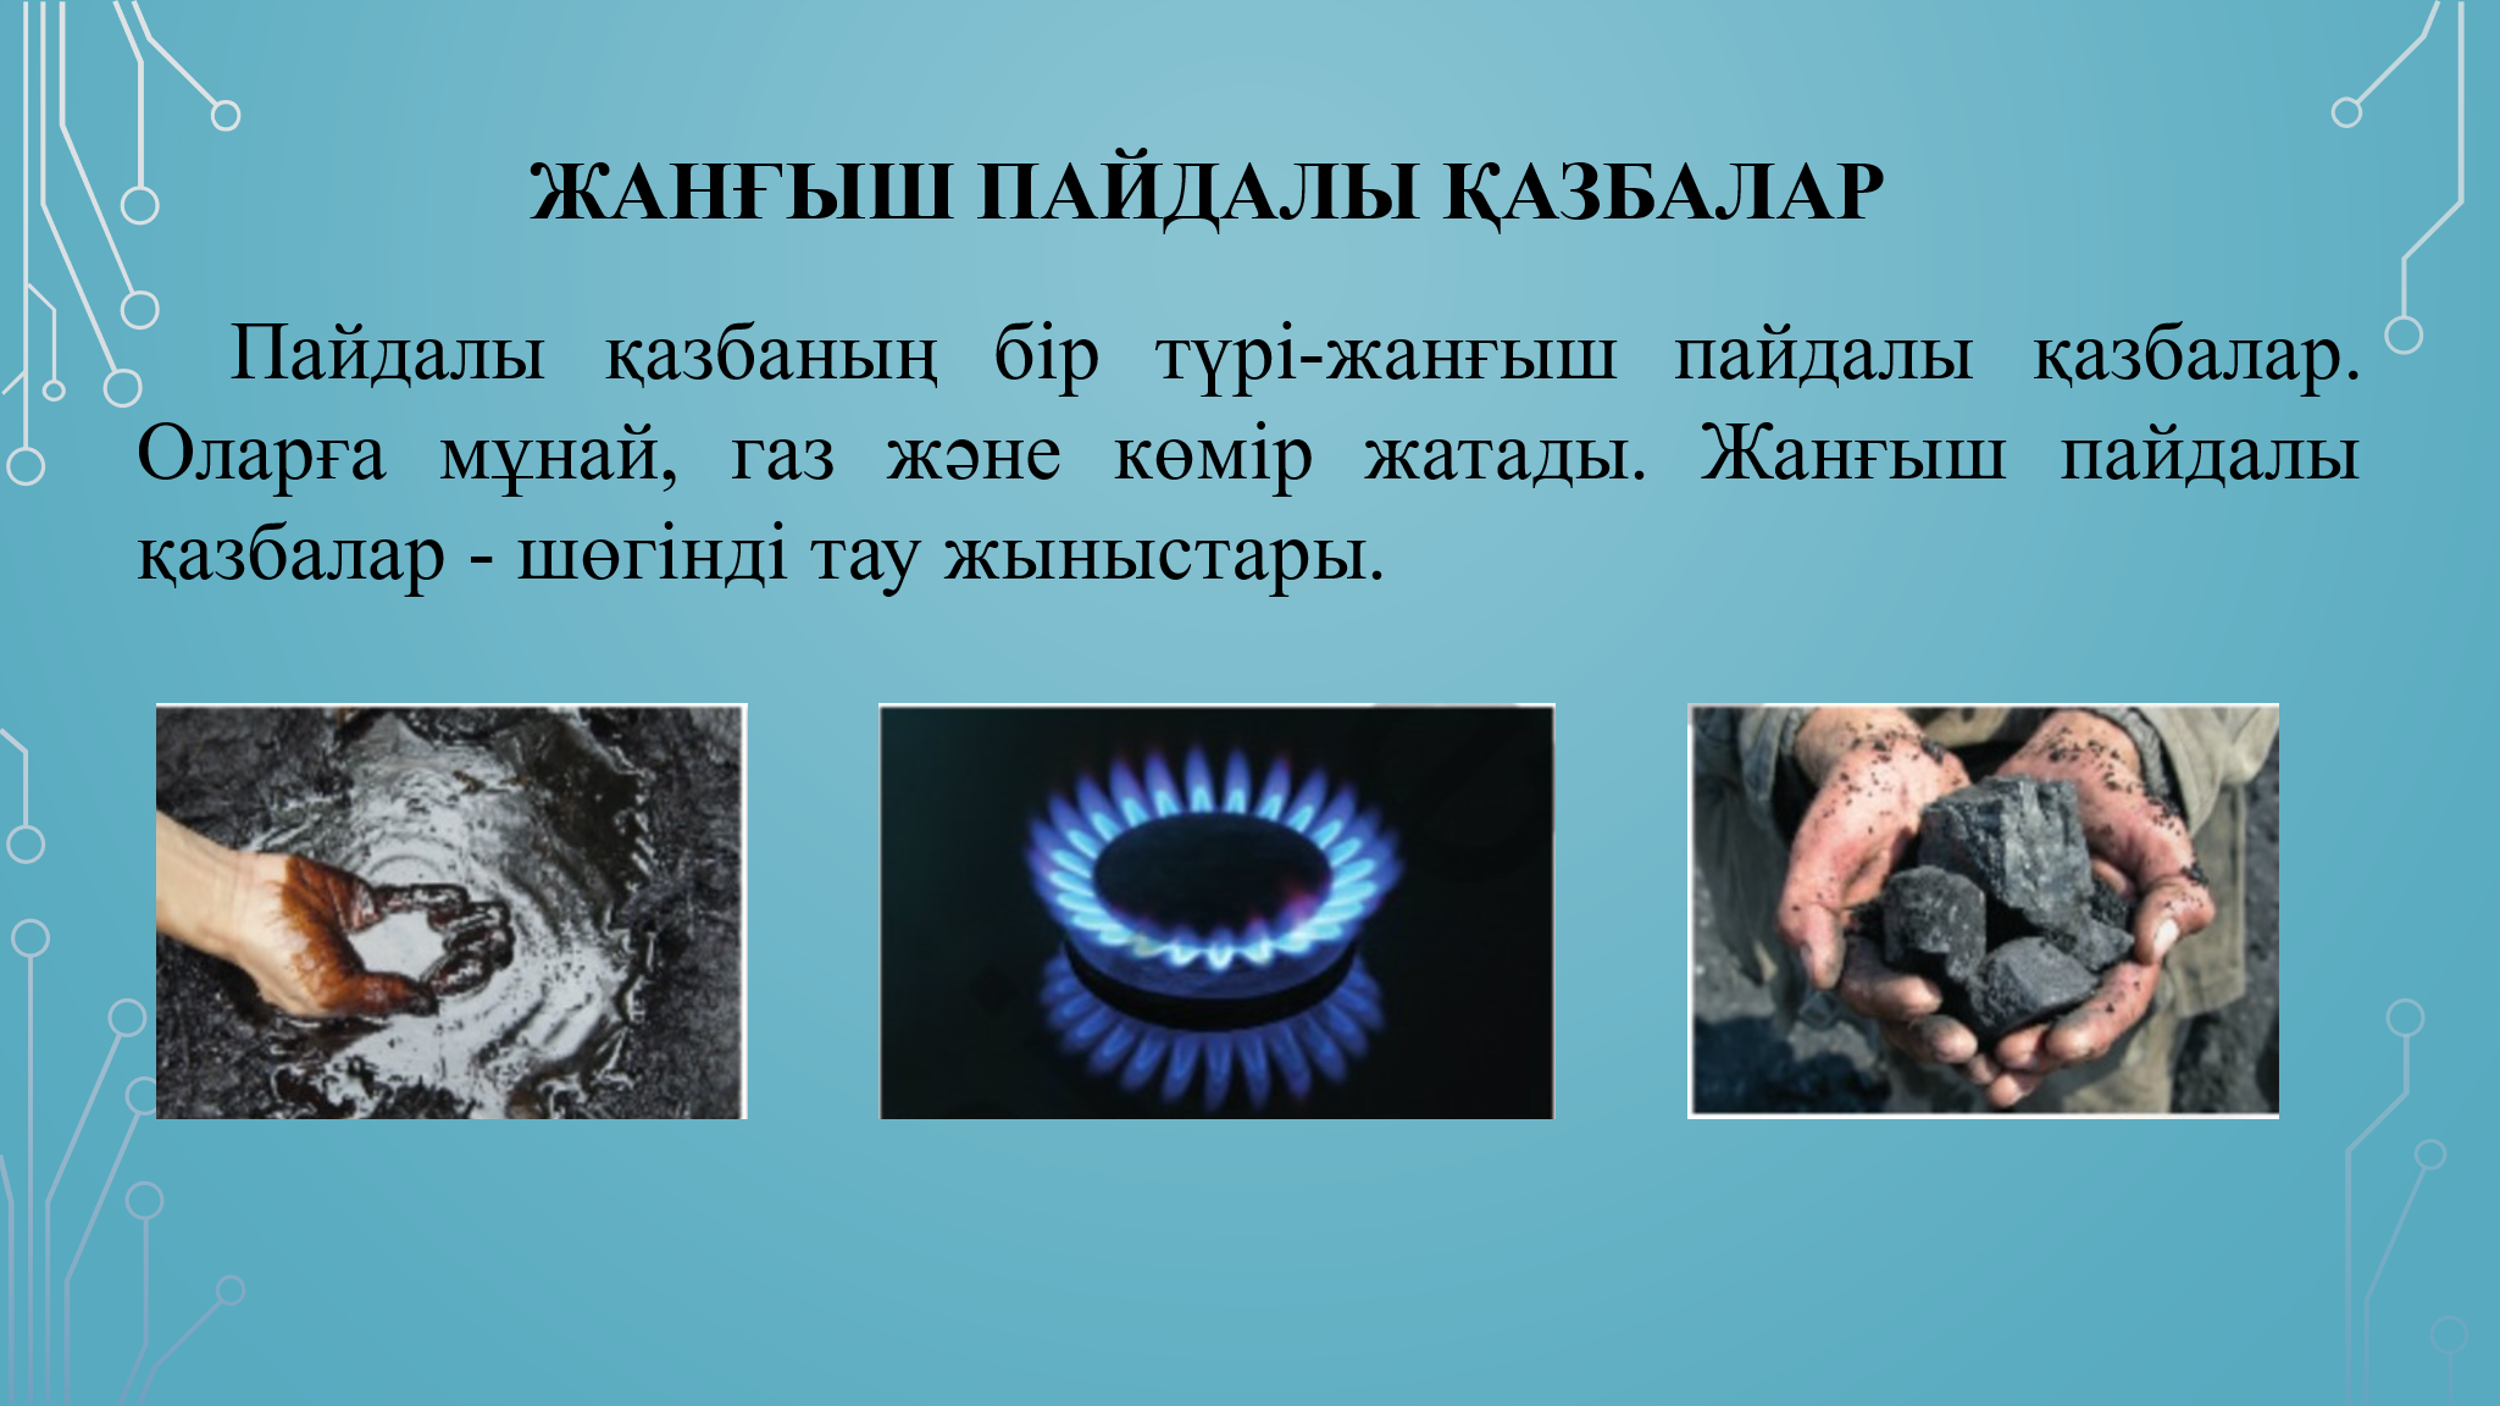 ЖАНҒЫШ ПАЙДАЛЫ ҚАЗБАЛАР
Пайдалы қазбаның бір түрі-жанғыш пайдалы қазбалар.
Оларға мұнай, газ және көмір жатады. Жанғыш пайдалы
қазбалар - шөгінді тау жыныстары.